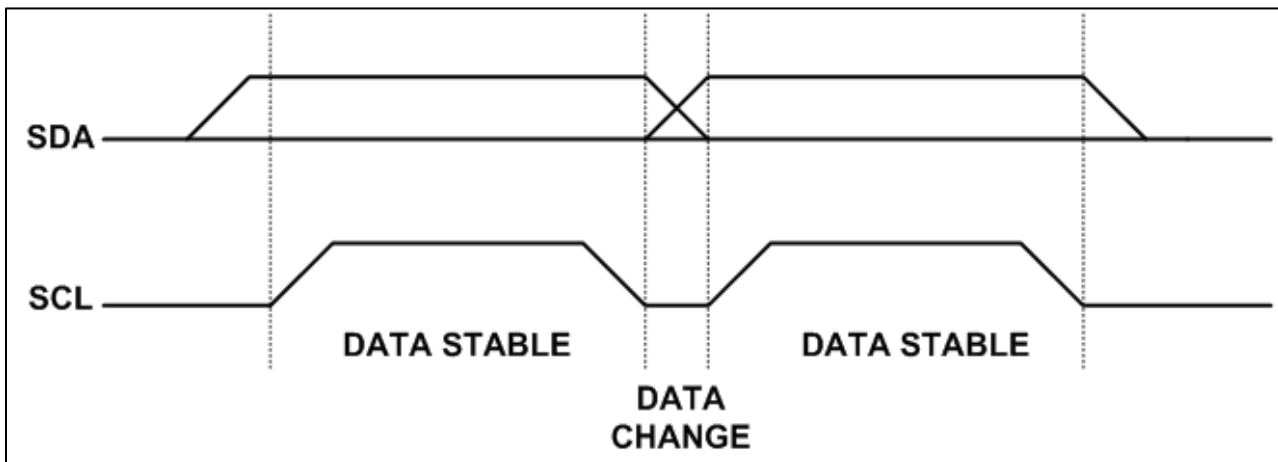 SDA
SCL
DATA STABLE DATA STABLE
DATA
CHANGE